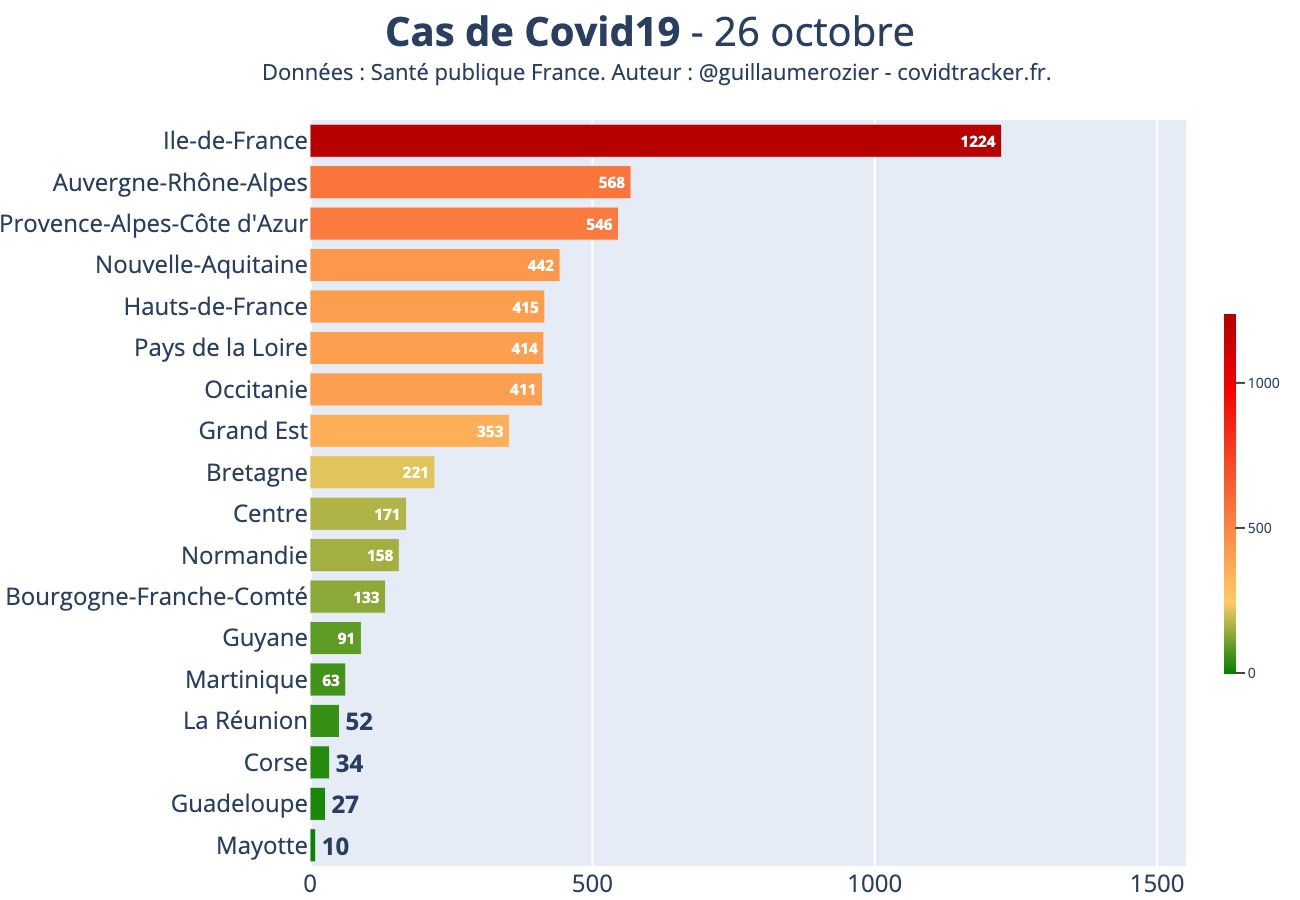 Cas de Covid19 - 26 octobre
Données : Santé publique France. Auteur : @guillaumerozier - covidtracker.fr.
Ile-de-France 1224
Auvergne-Rhône-Alpes 568
Provence-Alpes-Côte d'Azur 546
Nouvelle-Aquitaine 442
Hauts-de-France 415
Pays de la Loire 414
Occitanie 411
Grand Est 353
Bretagne 221
Centre 171
Normandie 158
Bourgogne-Franche-Comté 133
Guyane 91
Martinique 63
La Réunion 52
Corse 34
Guadeloupe 27
Mayotte 10
0 500 1000 1500
1000
500
0